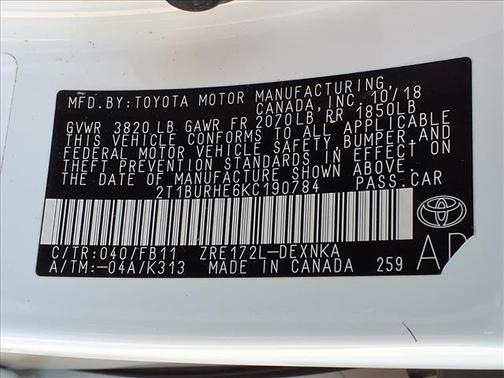 MFD.BY:TOYOTA MOTOR MANUFACTURING,
CANADA, INC. 10/18
GVWR 3820 LB GAWR FR 2070LB RR 1850LB
THIS VEHICLE CONFORMS TO ALL APPLICABLE
FEDERAL MOTOR VEHICLE SAFETY, BUMPER, AND
THEFT PREVENTION STANDARDS IN EFFECT ON
THE DATE OF MANUFACTURE SHOWN ABOVE.
2T1BURHE6KC190784 PASS.CAR
C/TR:040/FB11 ZRE172L-DEXNKA
A/TM:-04A/K313 MADE IN CANADA 259
TOYOTA